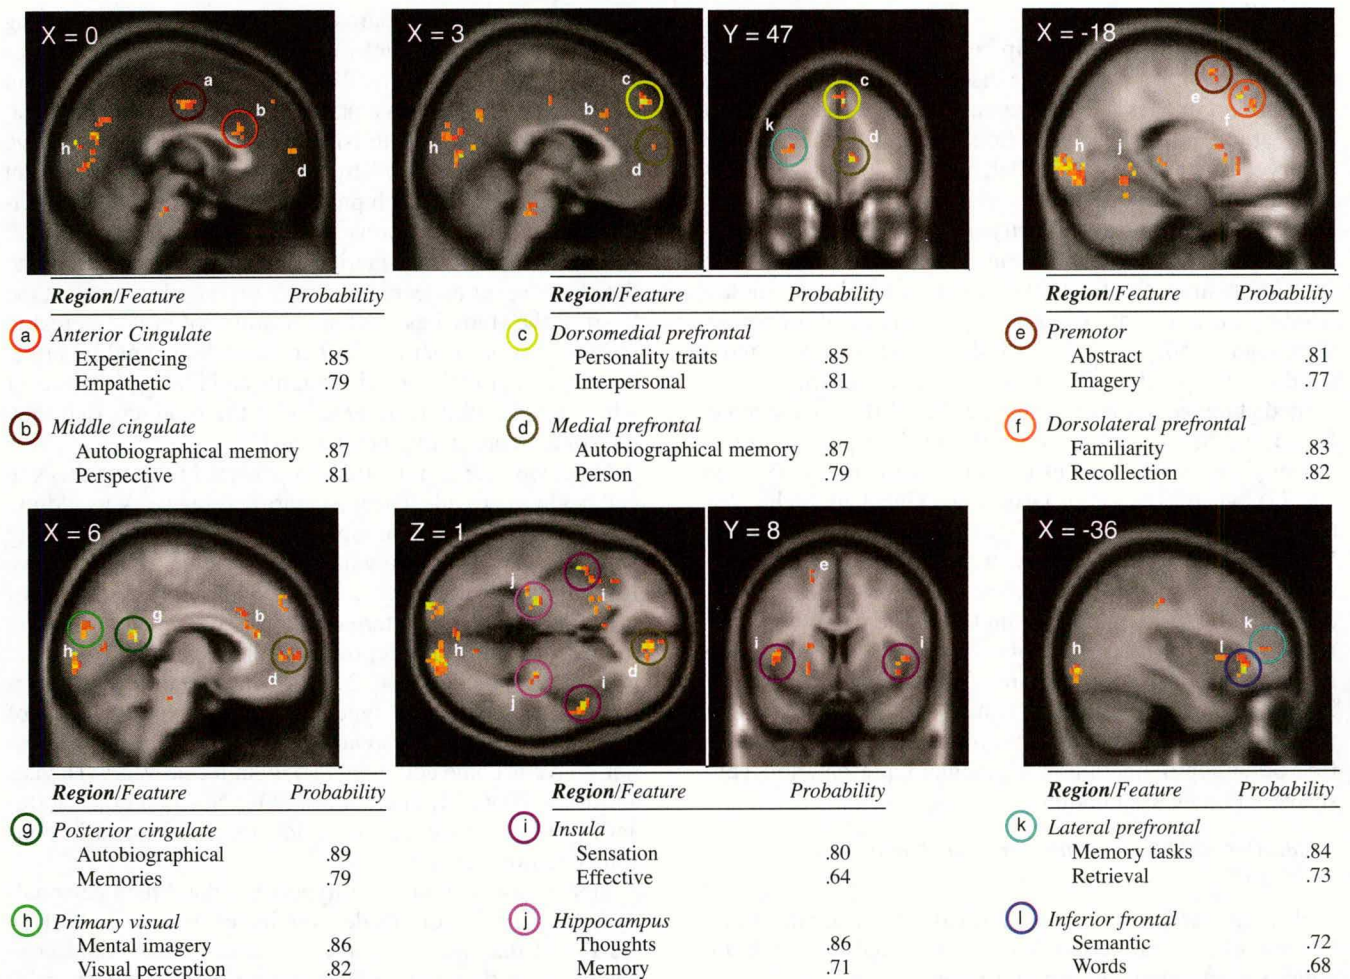 X = 0
a
b
h
d
X = 3
c
b
h
d
Y = 47
c
k
d
X = -18
e
f
h
j
Region/Feature Probability
a Anterior Cingulate
Experiencing .85
Empathetic .79
b Middle cingulate
Autobiographical memory .87
Perspective .81
Region/Feature Probability
c Dorsomedial prefrontal
Personality traits .85
Interpersonal .81
d Medial prefrontal
Autobiographical memory .87
Person .79
Region/Feature Probability
e Premotor
Abstract .81
Imagery .77
f Dorsolateral prefrontal
Familiarity .83
Recollection .82
X = 6
g
b
h
d
Z = 1
j
i
h
d
j
i
Y = 8
e
i
i
X = -36
k
l
h
Region/Feature Probability
g Posterior cingulate
Autobiographical .89
Memories .79
h Primary visual
Mental imagery .86
Visual perception .82
Region/Feature Probability
i Insula
Sensation .80
Effective .64
j Hippocampus
Thoughts .86
Memory .71
Region/Feature Probability
k Lateral prefrontal
Memory tasks .84
Retrieval .73
l Inferior frontal
Semantic .72
Words .68